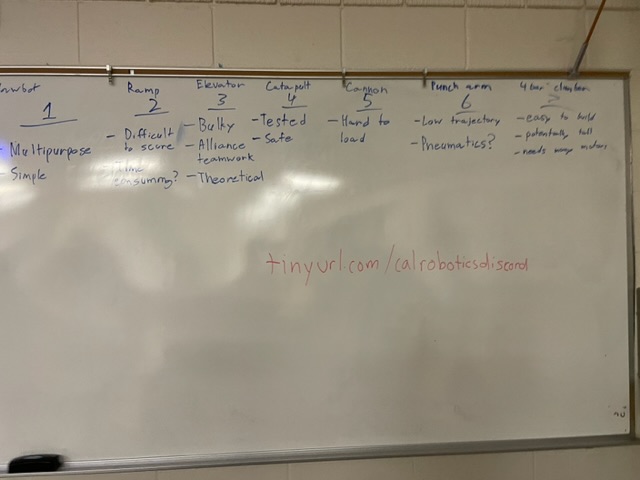 Ramp
2
- Difficult
to score
- Time
consuming?
Elevator
3
- Bulky
- Alliance
teamwork
- Theoretical
Catapult
4
- Tested
- Safe
Cannon
5
- Hard to
load
Punch arm
6
- Low trajectory
- Pneumatics?
4 bar climber
7
- easy to build
- potentially tall
- needs many motors
1
Multipurpose
- Simple
tinyurl.com/calroboticsdiscord